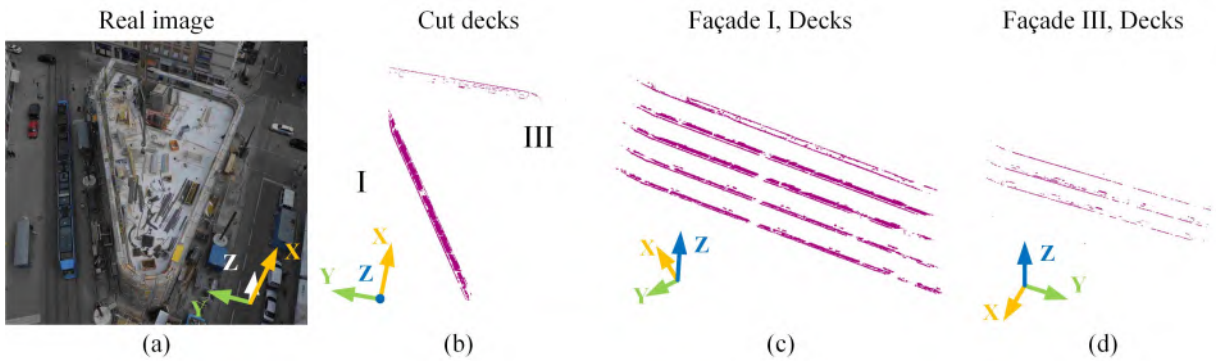 Real image
Cut decks
Façade I, Decks
Façade III, Decks
I
III
X
Y
Z
X
Y
Z
X
Y
Z
X
Y
Z
(a)
(b)
(c)
(d)